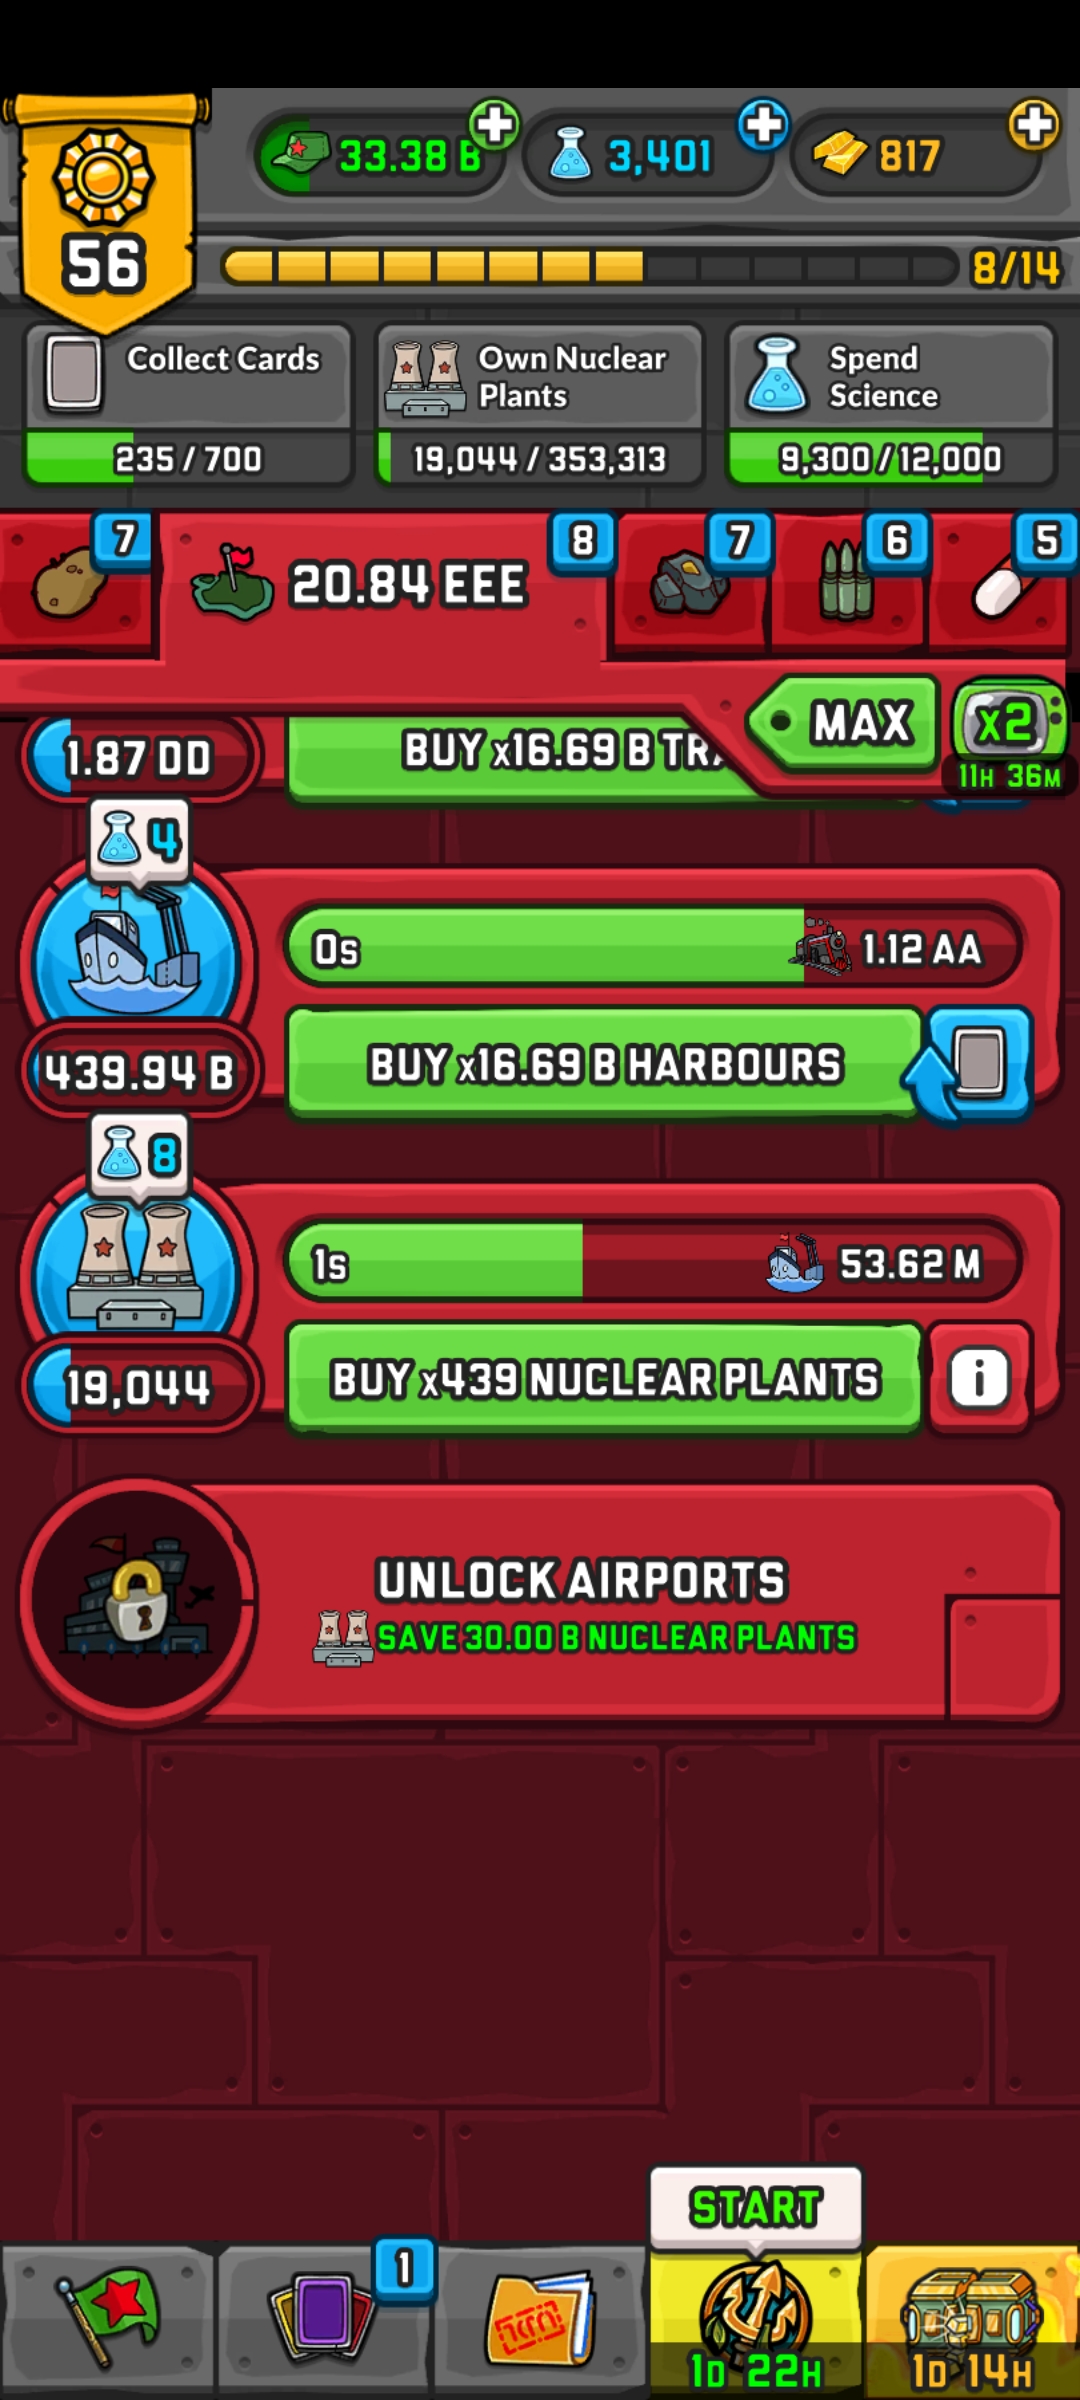 56
33.38 B
3,401
817
8/14
Collect Cards
235 / 700
Own Nuclear
Plants
19,044 / 353,313
Spend
Science
9,300 / 12,000
7
20.84 EEE
8
7
6
5
MAX
x2
11H 36M
1.87 DD
BUY x16.69 B TRA
4
0s
1.12 AA
439.94 B
BUY x16.69 B HARBOURS
8
1s
53.62 M
19,044
BUY x439 NUCLEAR PLANTS
i
UNLOCK AIRPORTS
SAVE 30.00 B NUCLEAR PLANTS
START
1
1D 22H
1D 14H